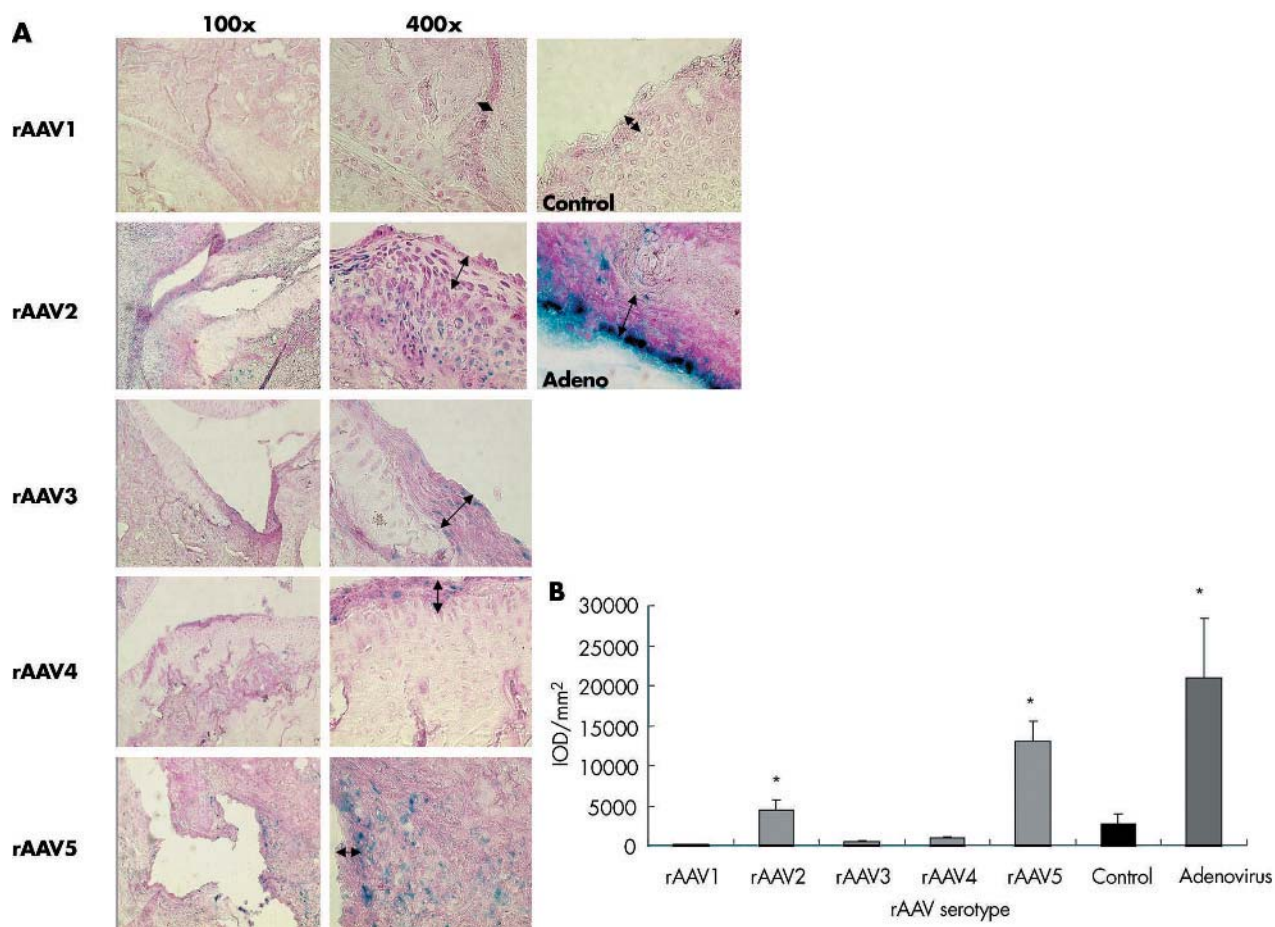 A
100x
400x
rAAV1
Control
rAAV2
Adeno
rAAV3
rAAV4
rAAV5
B
30000
25000
20000
15000
10000
5000
0
IOD/mm²
*
*
*
rAAV1 rAAV2 rAAV3 rAAV4 rAAV5 Control Adenovirus
rAAV serotype